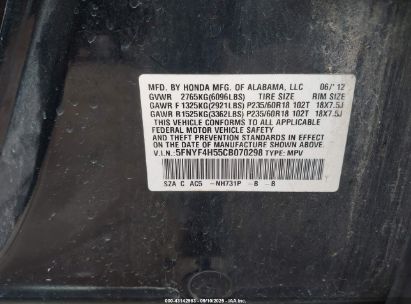 MFD. BY HONDA MFG. OF ALABAMA, LLC 06/'12
GVWR 2765KG(6096LBS) TIRE SIZE RIM SIZE
GAWR F 1325KG(2921LBS) P235/60R18 102T 18X7.5J
GAWR R1525KG(3362LBS) P235/60R18 102T 18X7.5J
THIS VEHICLE CONFORMS TO ALL APPLICABLE
FEDERAL MOTOR VEHICLE SAFETY AND
THEFT PREVENTION STANDARDS IN EFFECT
ON THE DATE OF MANUFACTURE SHOWN ABOVE.
V.I.N.: 5FNYF4H55CB070298 TYPE: MPV
SZA C AC5 - NH731P - B - B